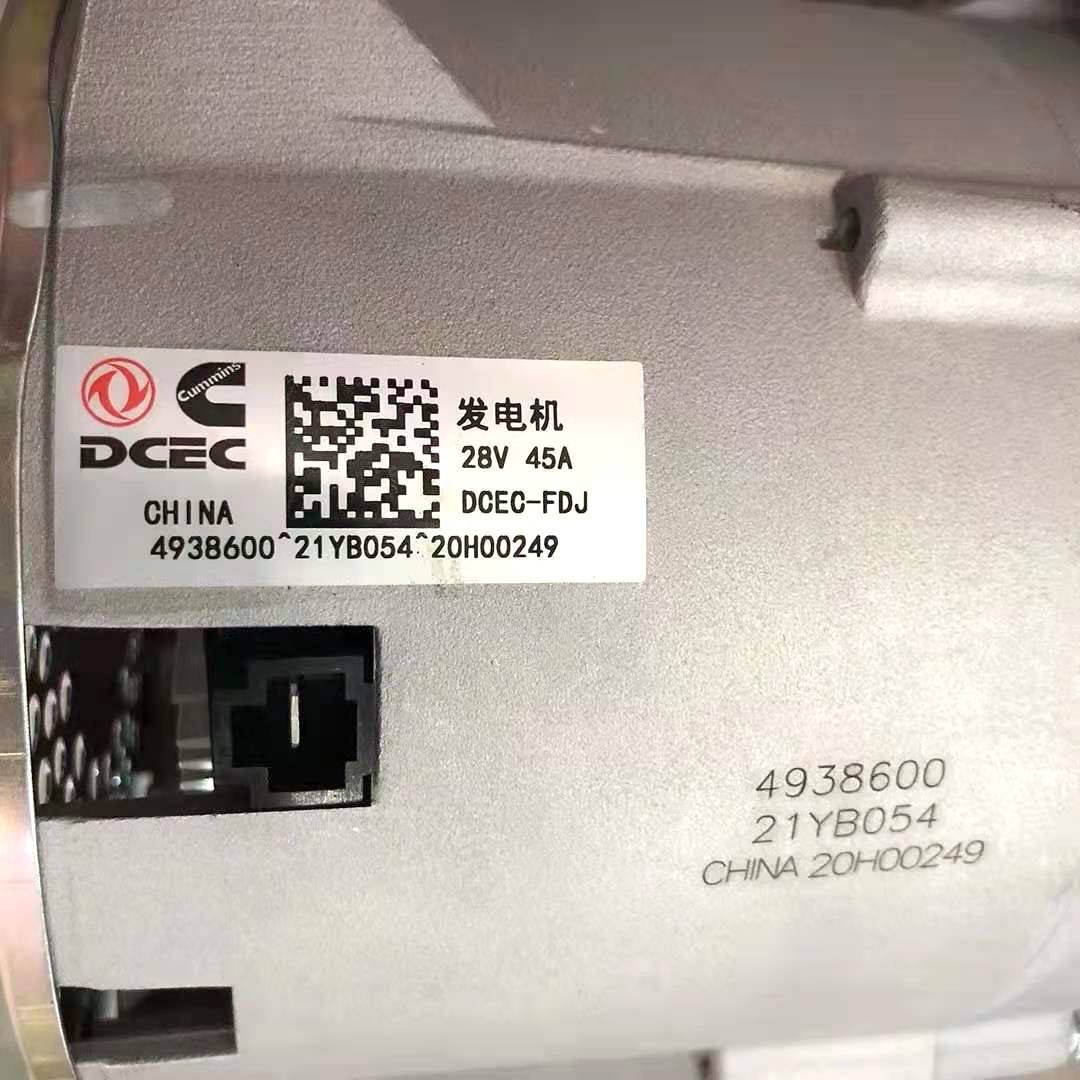 Cummins
DCEC
发电机
28V 45A
CHINA
DCEC-FDJ
4938600^21YB054^20H00249
4938600
21YB054
CHINA 20H00249